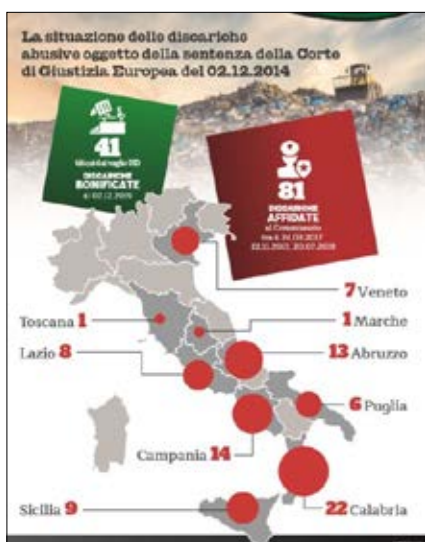 La situazione delle discariche
abusive oggetto della sentenza della Corte
di Giustizia Europea del 02.12.2014
41
DISCARICHE
BONIFICATE
81
DISCARICHE
AFFIDATE
al Commissario
7 Veneto
Toscana 1
1 Marche
Lazio 8
13 Abruzzo
6 Puglia
Campania 14
Sicilia 9
22 Calabria